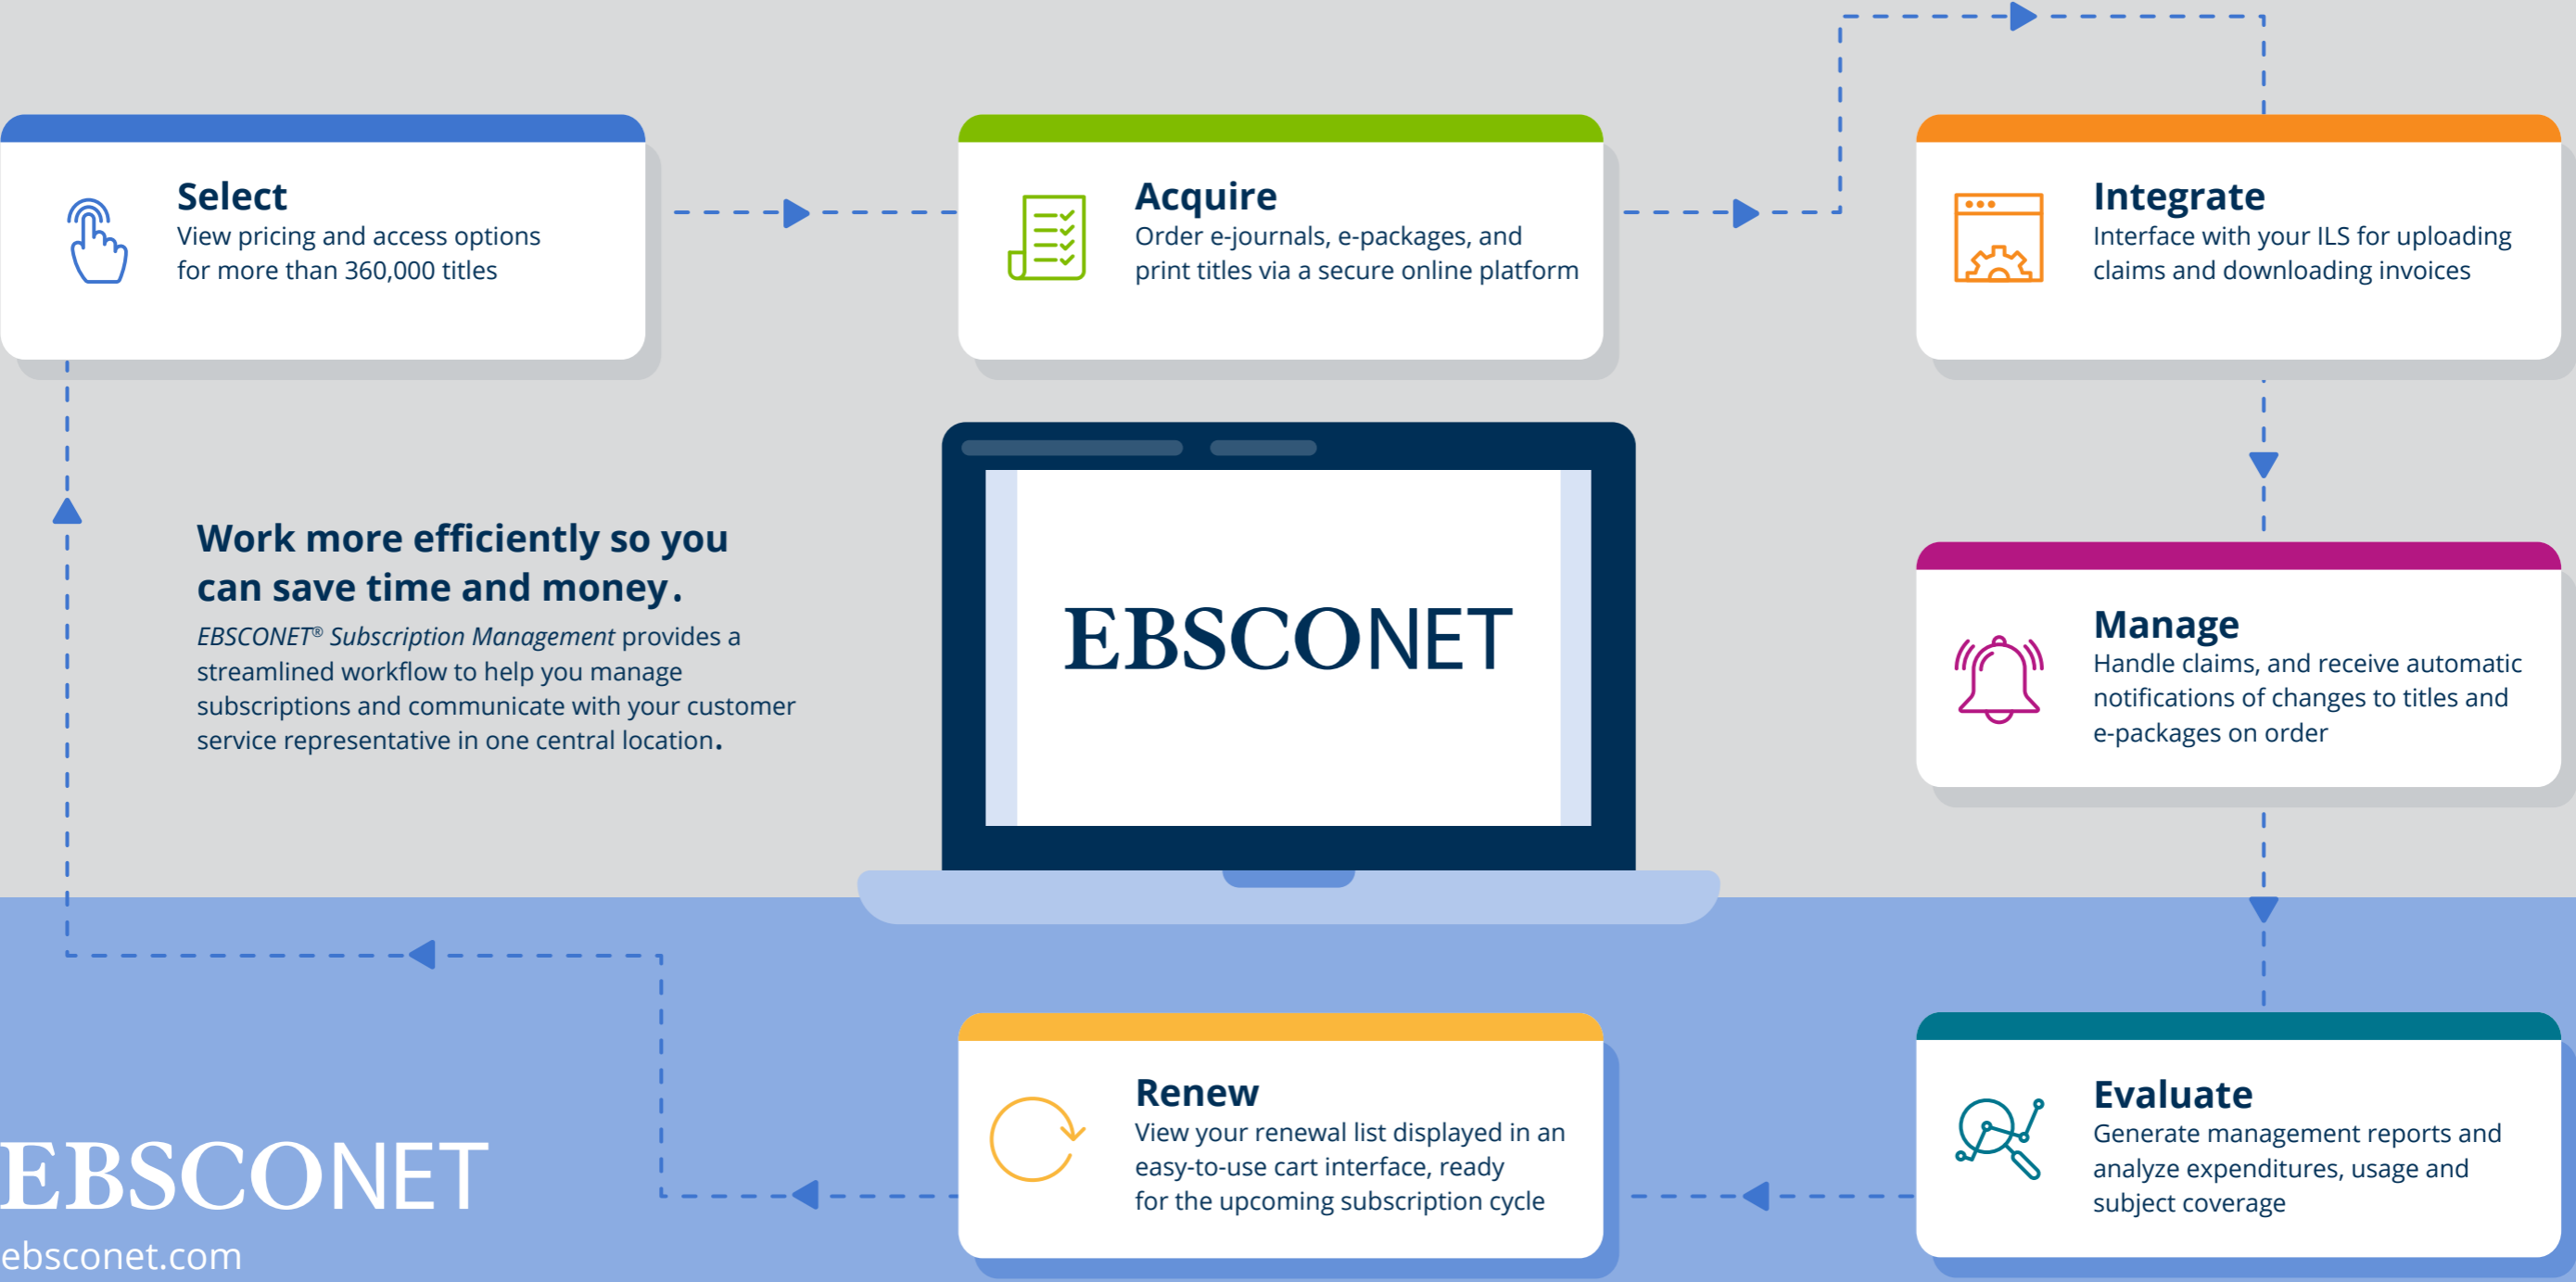 Select
View pricing and access options
for more than 360,000 titles
Acquire
Order e-journals, e-packages, and
print titles via a secure online platform
Integrate
Interface with your ILS for uploading
claims and downloading invoices
Work more efficiently so you
can save time and money.
EBSCONET® Subscription Management provides a
streamlined workflow to help you manage
subscriptions and communicate with your customer
service representative in one central location.
EBSCONET
Manage
Handle claims, and receive automatic
notifications of changes to titles and
e-packages on order
Evaluate
Generate management reports and
analyze expenditures, usage and
subject coverage
Renew
View your renewal list displayed in an
easy-to-use cart interface, ready
for the upcoming subscription cycle
EBSCONET
ebsconet.com